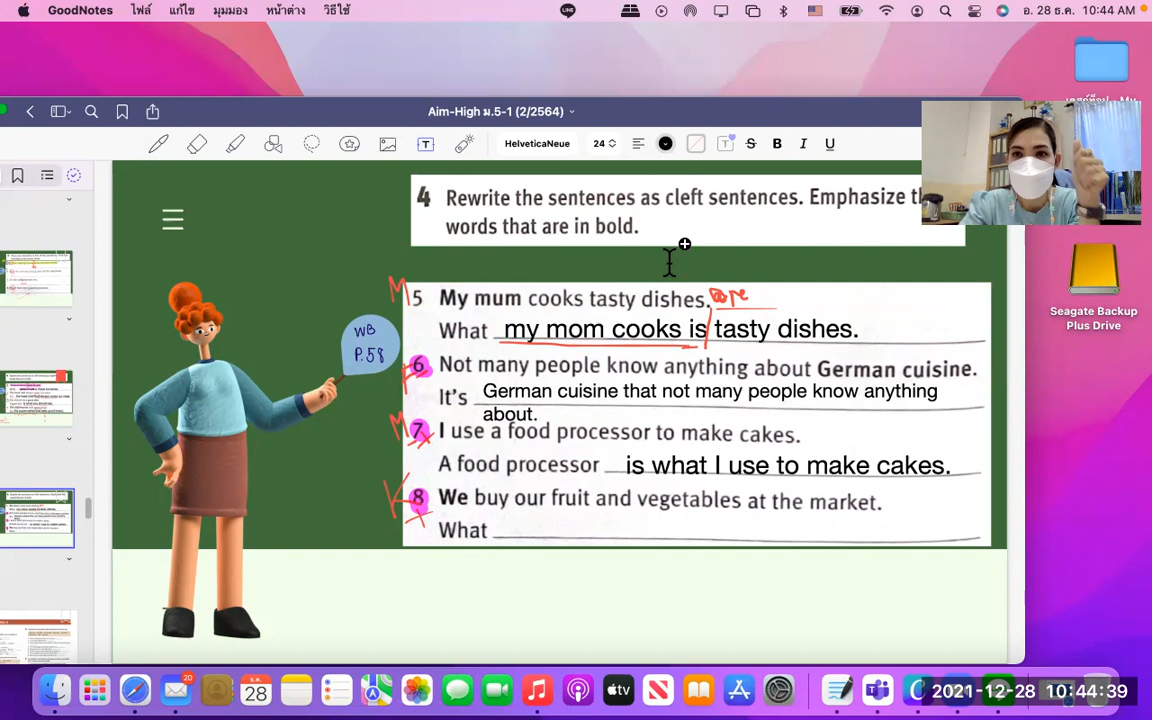 GoodNotes ไฟล์ แก้ไข มุมมอง หน้าต่าง วิธีใช้ LINE อ. 28 ธ.ค. 10:44 AM
Aim-High ม.5-1 (2/2564)
HelveticaNeue 24 T S B I U
4 Rewrite the sentences as cleft sentences. Emphasize
words that are in bold.
M 5 My mum cooks tasty dishes. are
What my mom cooks is tasty dishes.
WB
P.58
6 Not many people know anything about German cuisine.
It's German cuisine that not many people know anything
about.
M 7 I use a food processor to make cakes.
A food processor is what I use to make cakes.
K 8 We buy our fruit and vegetables at the market.
What
Seagate Backup
Plus Drive
20
ธ.ค.
28
tv
2021-12-28 10:44:39